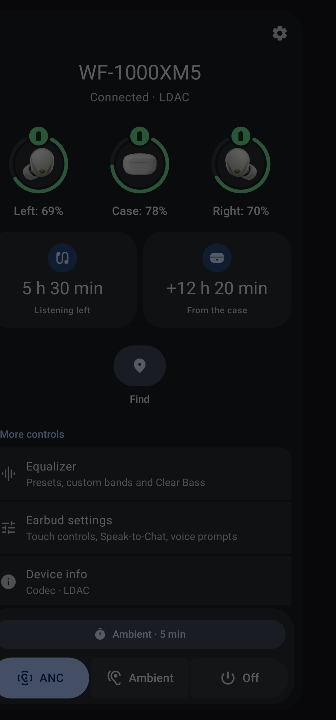 WF-1000XM5
Connected · LDAC
Left: 69%
Case: 78%
Right: 70%
5 h 30 min
Listening left
+12 h 20 min
From the case
Find
More controls
Equalizer
Presets, custom bands and Clear Bass
Earbud settings
Touch controls, Speak-to-Chat, voice prompts
Device info
Codec · LDAC
Ambient · 5 min
ANC
Ambient
Off